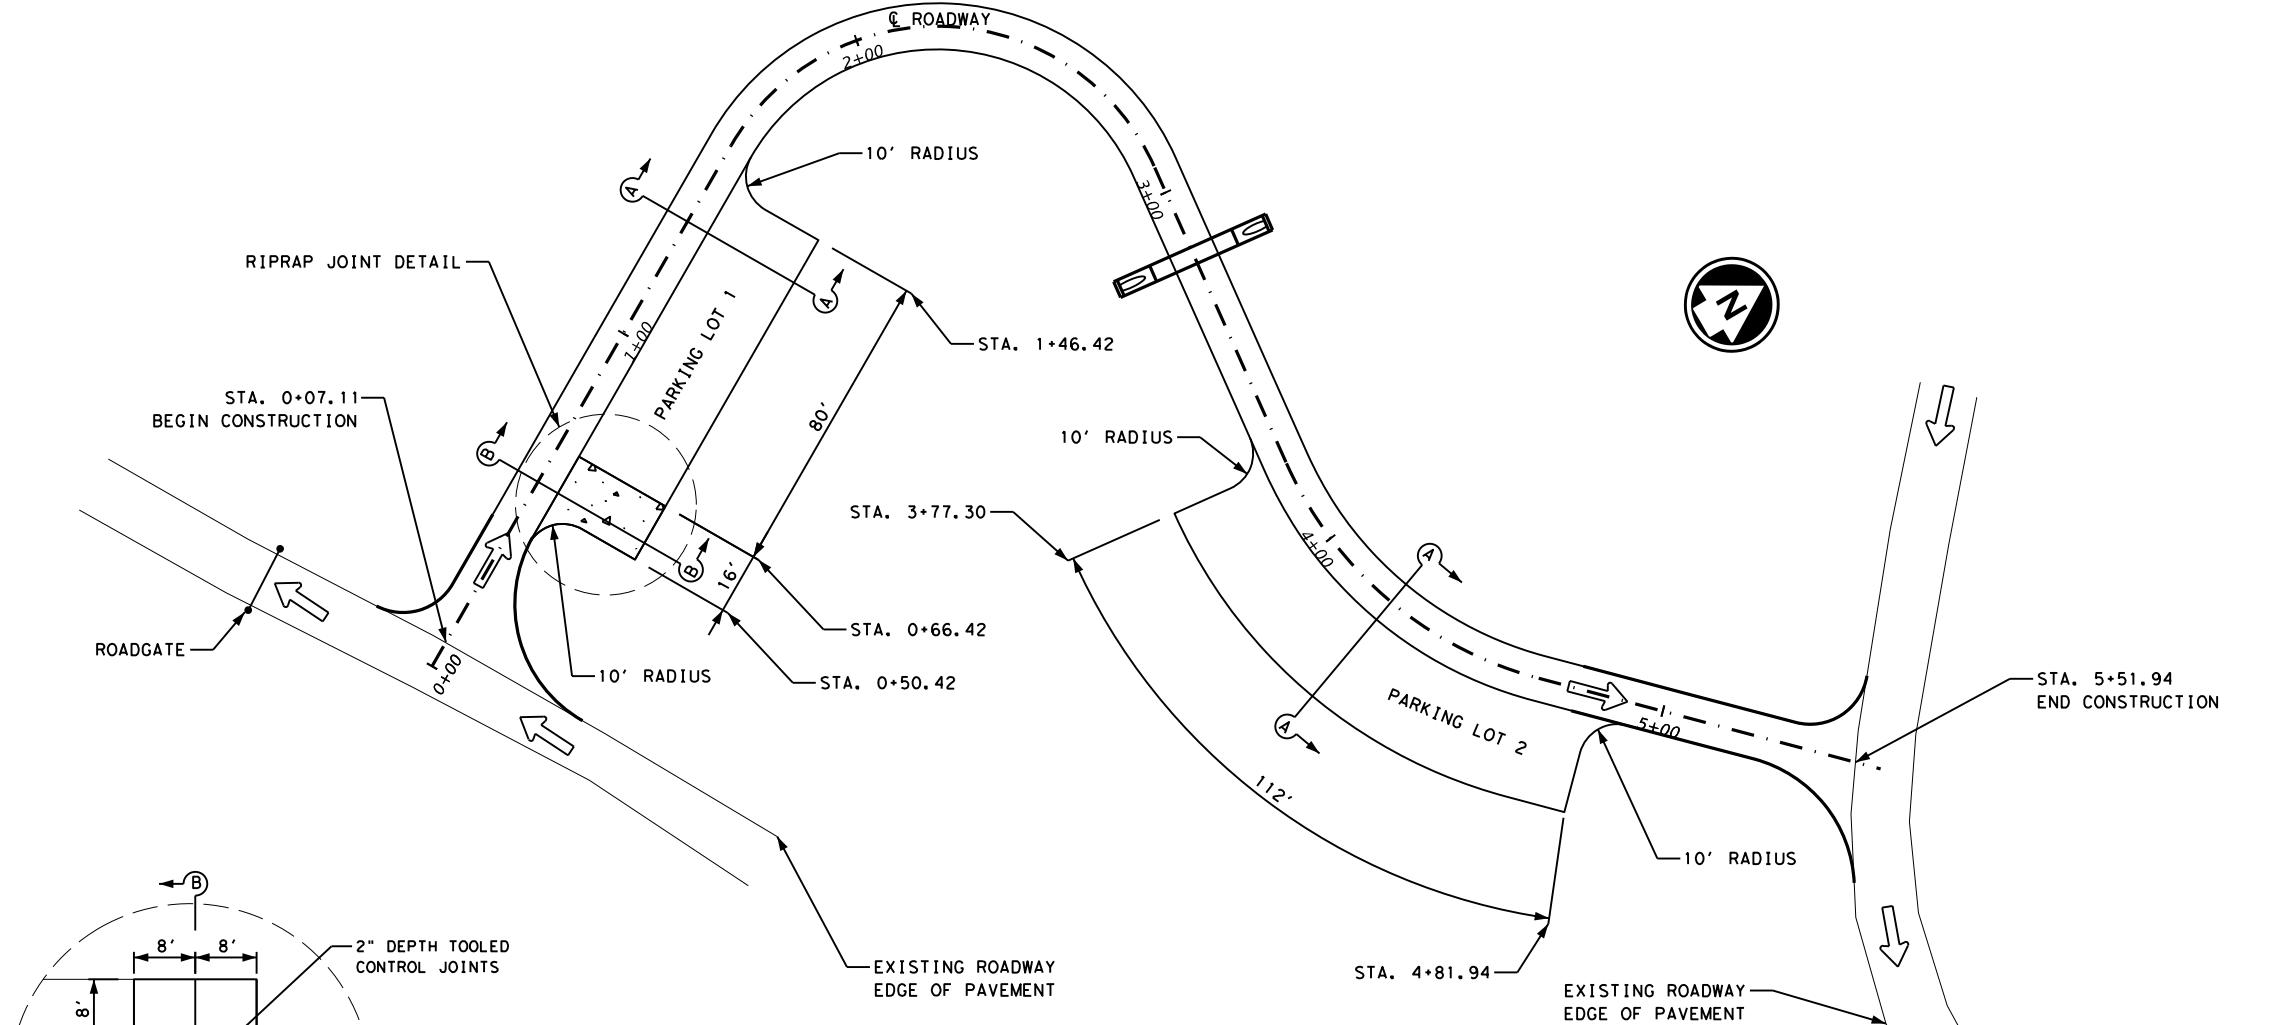 ℄ ROADWAY
2+00
10' RADIUS
A
3+00
RIPRAP JOINT DETAIL
A
PARKING LOT 1
1+00
N
STA. 1+46.42
80'
STA. 0+07.11
BEGIN CONSTRUCTION
B
10' RADIUS
STA. 3+77.30
4+00
A
B
16'
STA. 0+66.42
ROADGATE
0+00
10' RADIUS
STA. 0+50.42
STA. 5+51.94
END CONSTRUCTION
PARKING LOT 2
5+00
A
112'
10' RADIUS
B
8' 8'
2" DEPTH TOOLED
CONTROL JOINTS
8'
EXISTING ROADWAY
EDGE OF PAVEMENT
STA. 4+81.94
EXISTING ROADWAY
EDGE OF PAVEMENT